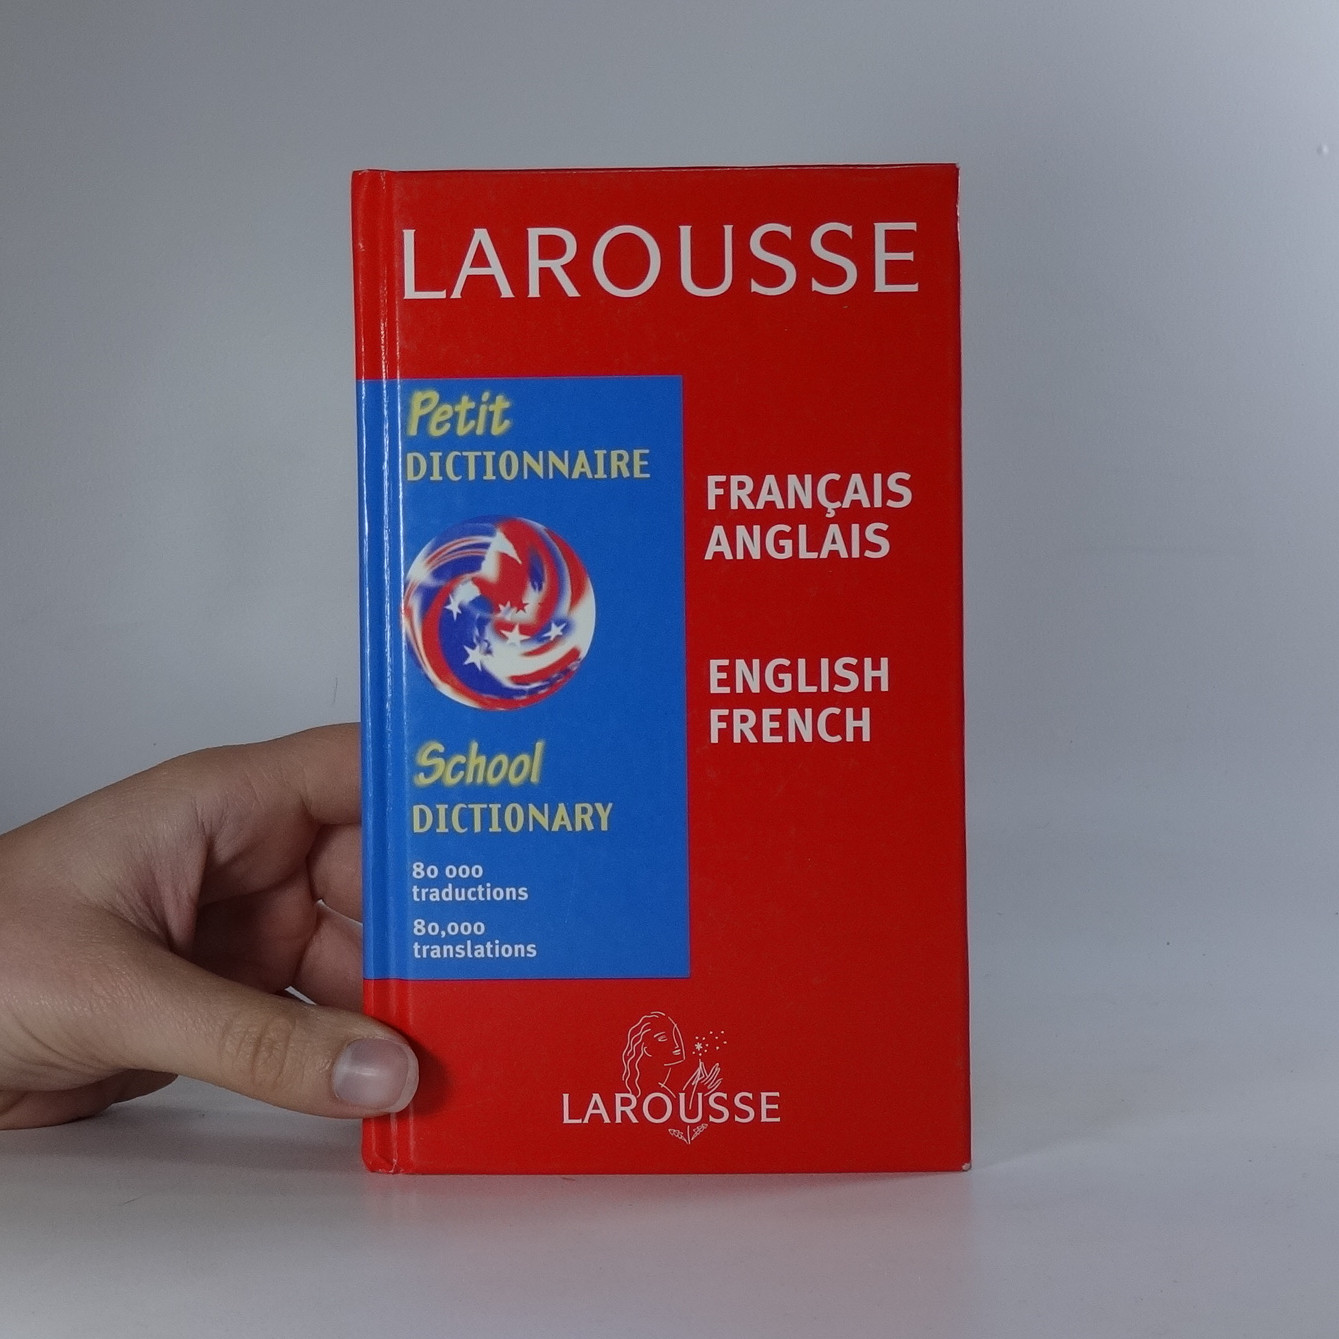 LAROUSSE
Petit
DICTIONNAIRE
FRANÇAIS
ANGLAIS
ENGLISH
FRENCH
School
DICTIONARY
80 000
traductions
80,000
translations
LAROUSSE